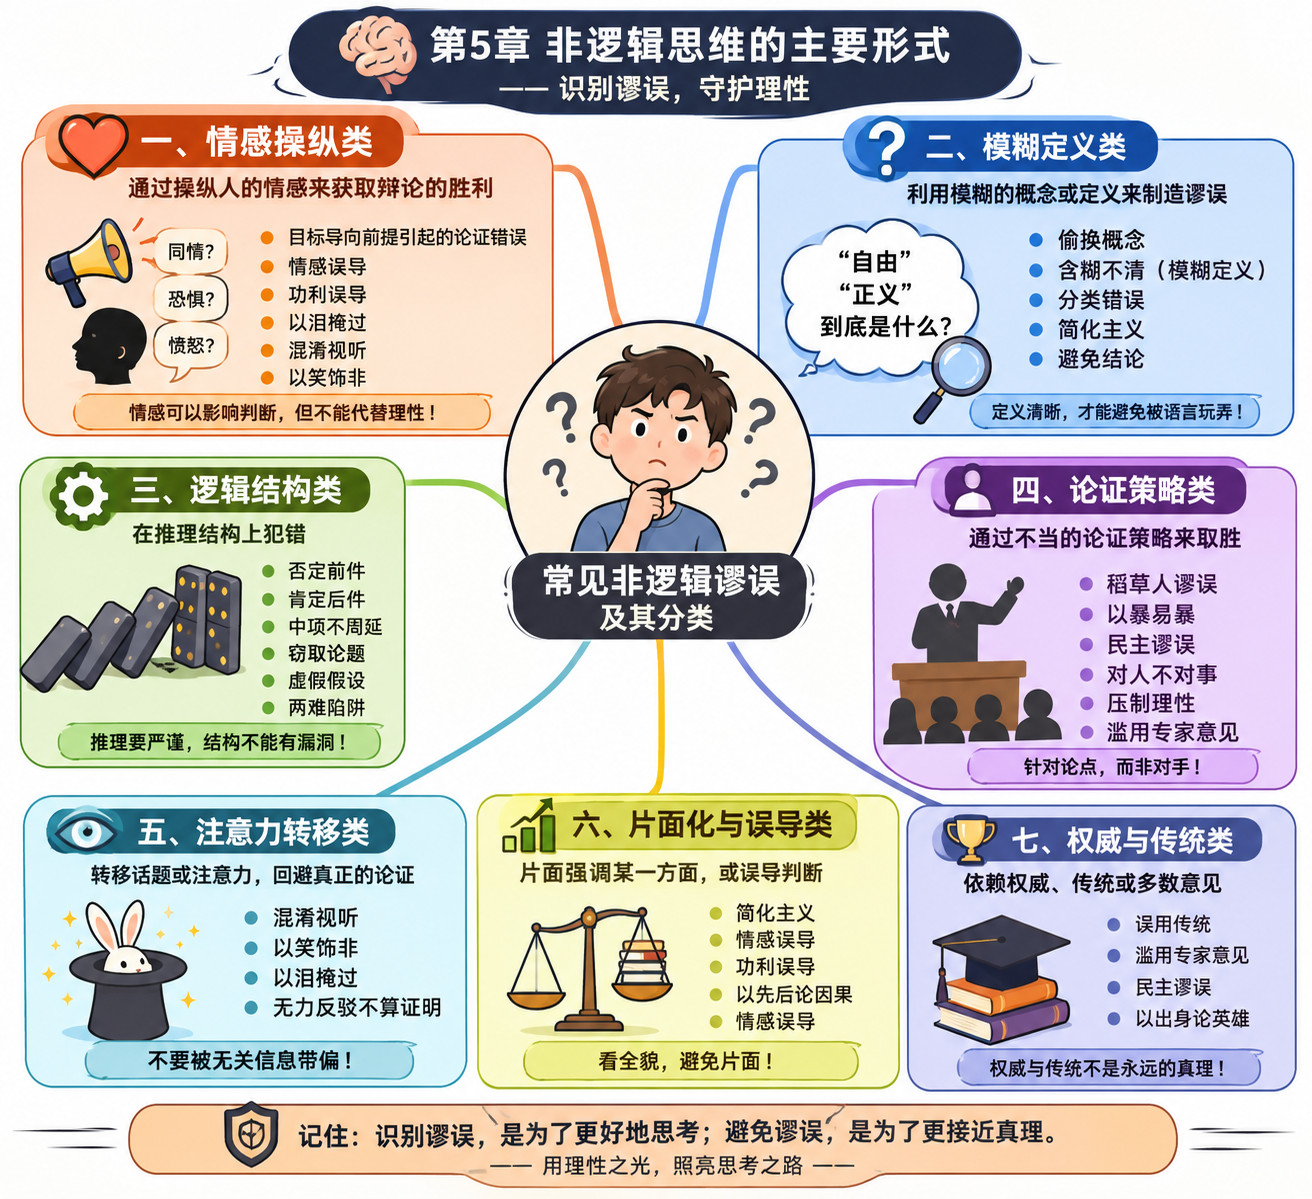 第5章 非逻辑思维的主要形式
—— 识别谬误，守护理性
一、情感操纵类
通过操纵人的情感来获取辩论的胜利
同情？
恐惧？
愤怒？
目标导向前提引起的论证错误
情感误导
功利误导
以泪掩过
混淆视听
以笑饰非
情感可以影响判断，但不能代替理性！
二、模糊定义类
利用模糊的概念或定义来制造谬误
“自由”
“正义”
到底是什么？
偷换概念
含糊不清（模糊定义）
分类错误
简化主义
避免结论
定义清晰，才能避免被语言玩弄！
常见非逻辑谬误
及其分类
三、逻辑结构类
在推理结构上犯错
否定前件
肯定后件
中项不周延
窃取论题
虚假假设
两难陷阱
推理要严谨，结构不能有漏洞！
四、论证策略类
通过不当的论证策略来取胜
稻草人谬误
以暴易暴
民主谬误
对人不对事
压制理性
滥用专家意见
针对论点，而非对手！
五、注意力转移类
转移话题或注意力，回避真正的论证
混淆视听
以笑饰非
以泪掩过
无力反驳不算证明
不要被无关信息带偏！
六、片面化与误导类
片面强调某一方面，或误导判断
简化主义
情感误导
功利误导
以先后论因果
情感误导
看全貌，避免片面！
七、权威与传统类
依赖权威、传统或多数意见
误用传统
滥用专家意见
民主谬误
以出身论英雄
权威与传统不是永远的真理！
记住：识别谬误，是为了更好地思考；避免谬误，是为了更接近真理。
—— 用理性之光，照亮思考之路 ——